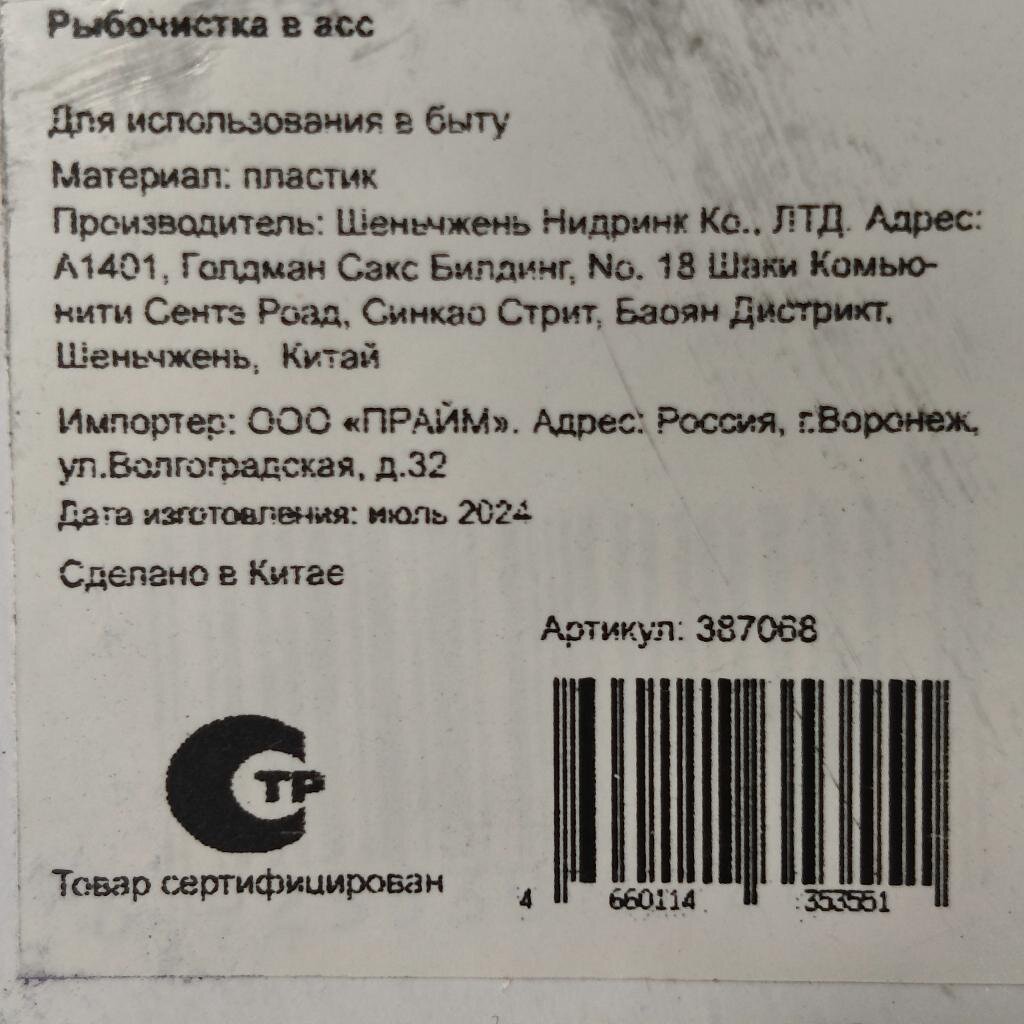 Рыбочистка в асс
Для использования в быту
Материал: пластик
Производитель: Шеньчжень Нидринк Ко., ЛТД. Адрес:
А1401, Голдман Сакс Билдинг, No. 18 Шаки Комью-
нити Сентэ Роад, Синкао Стрит, Баоян Дистрикт,
Шеньчжень, Китай
Импортер: ООО «ПРАЙМ». Адрес: Россия, г.Воронеж,
ул.Волгоградская, д.32
Дата изготовления: июль 2024
Сделано в Китае
Артикул: 387068
ТР
Товар сертифицирован
4 660114 353551